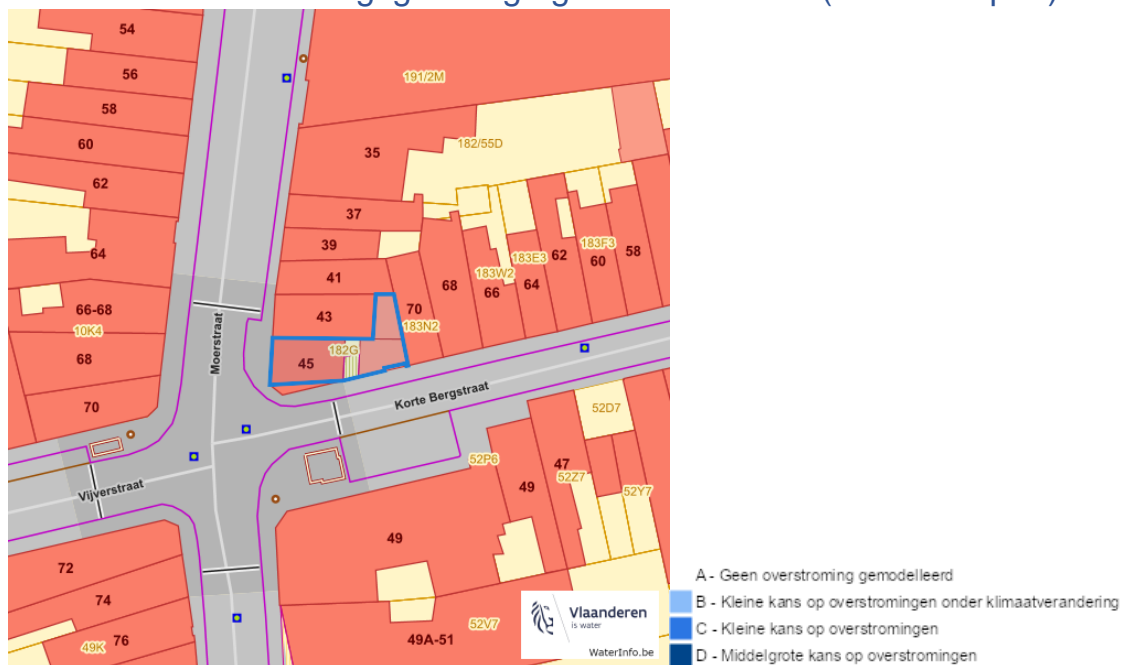 54
56
191/2M
58
60
35
182/55D
62
37
39
183F3
183E3
62
60
58
64
41
68
183W2
66
64
66-68
10K4
43
70
183N2
68
Moerstraat
182G
45
70
Korte Bergstraat
52D7
52P6
47
52Z7
49
52Y7
Vijverstraat
49
72
74
76
49K
49A-51
52V7
Vlaanderen
is water
WaterInfo.be
A - Geen overstroming gemodelleerd
B - Kleine kans op overstromingen onder klimaatverandering
C - Kleine kans op overstromingen
D - Middelgrote kans op overstromingen